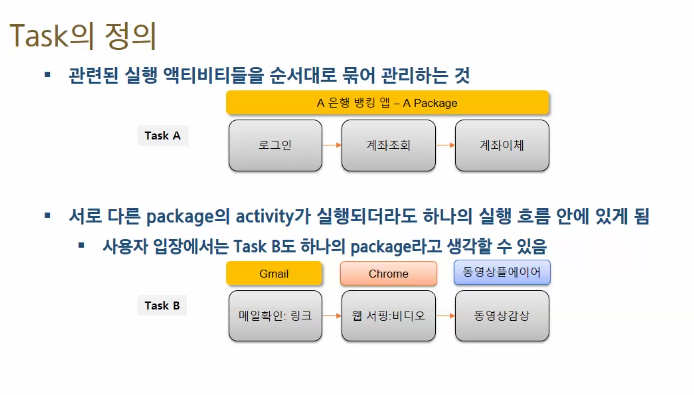 Task의 정의
▪ 관련된 실행 액티비티들을 순서대로 묶어 관리하는 것
A 은행 뱅킹 앱 – A Package
Task A
로그인
계좌조회
계좌이체
▪ 서로 다른 package의 activity가 실행되더라도 하나의 실행 흐름 안에 있게 됨
▪ 사용자 입장에서는 Task B도 하나의 package라고 생각할 수 있음
Gmail
Chrome
동영상플에이어
Task B
메일확인: 링크
웹 서핑:비디오
동영상감상